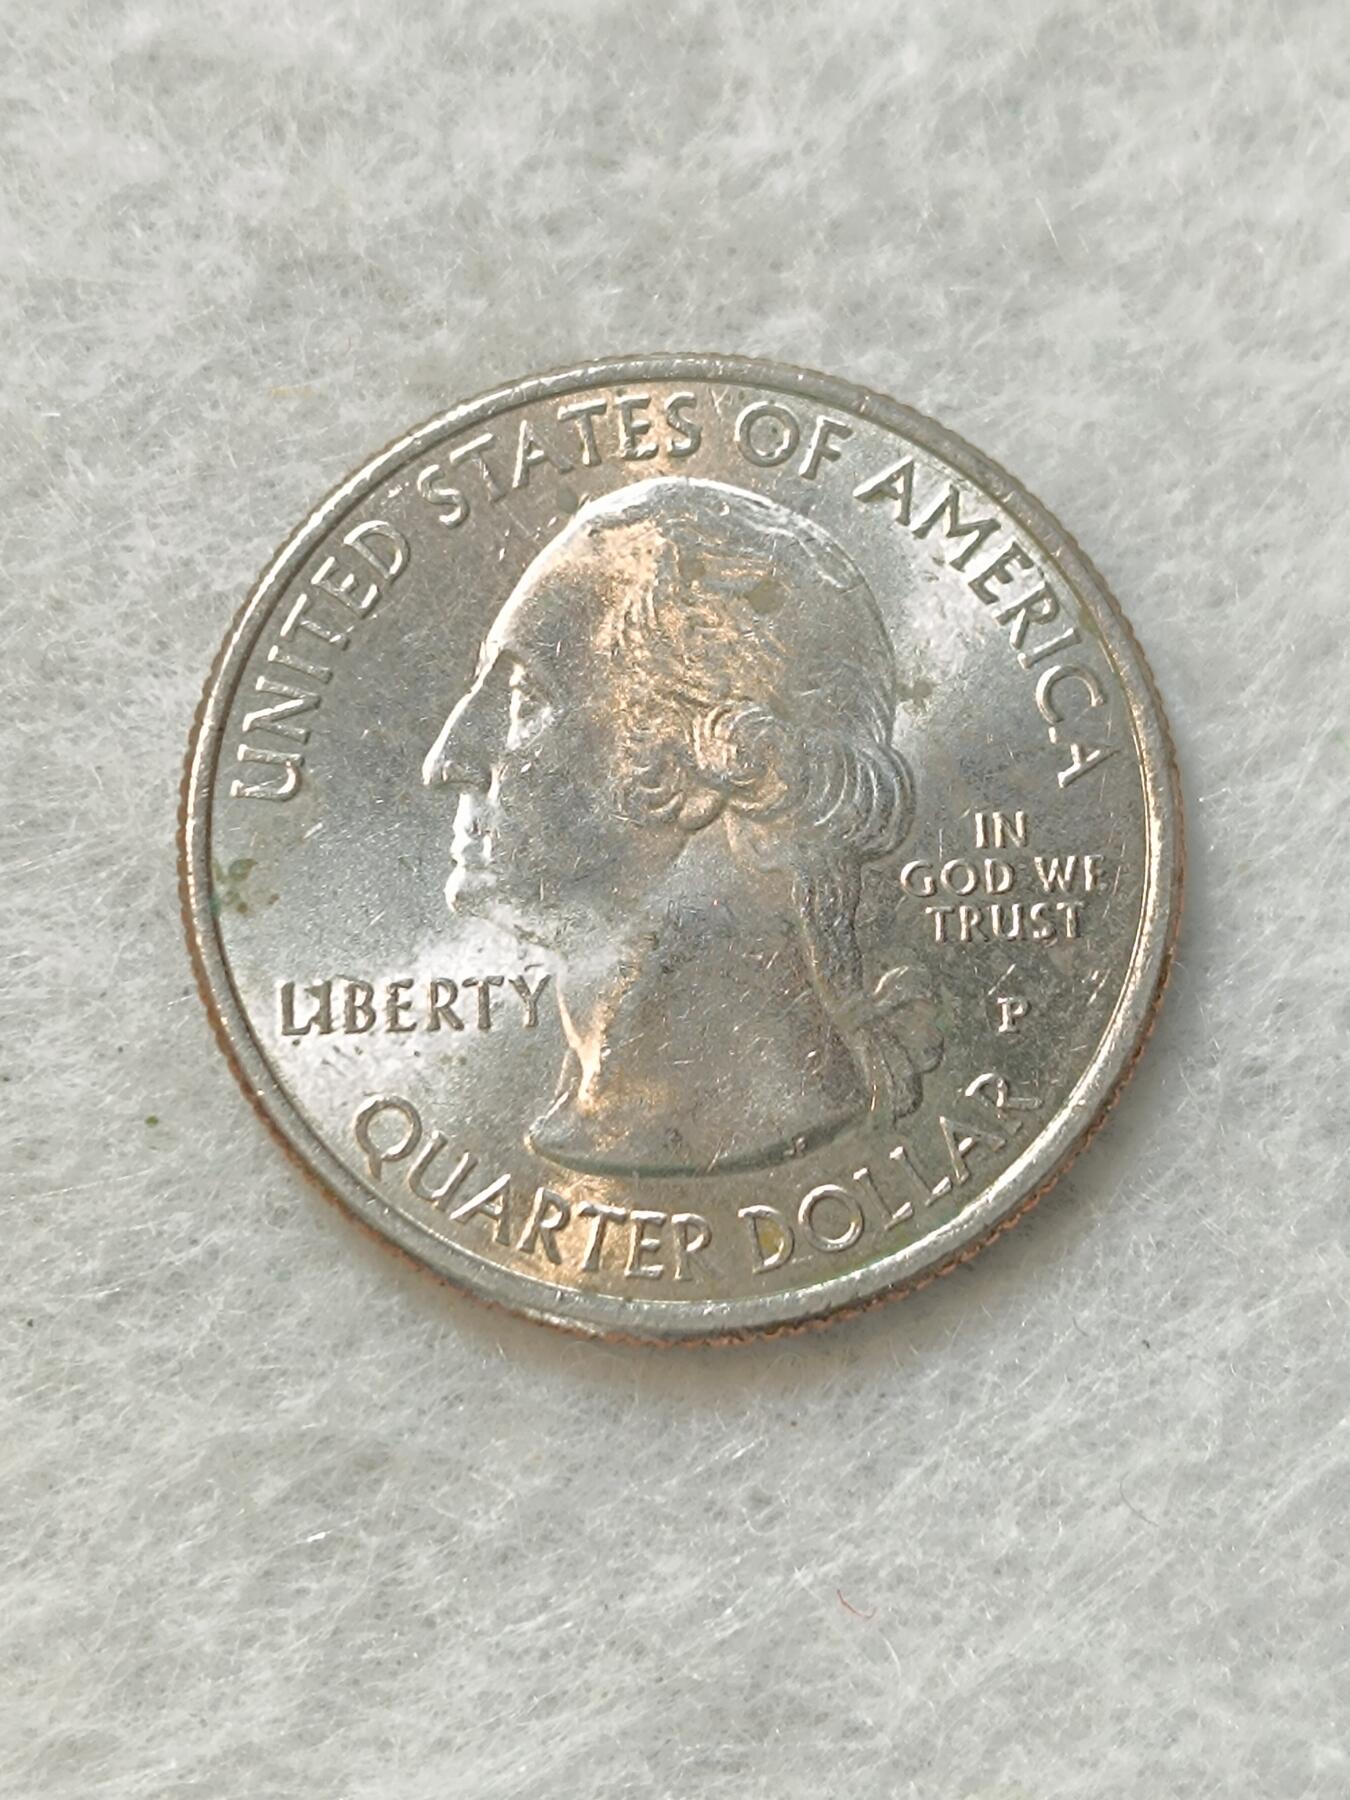 UNITED STATES OF AMERICA
IN
GOD WE
TRUST
LIBERTY
P
QUARTER DOLLAR